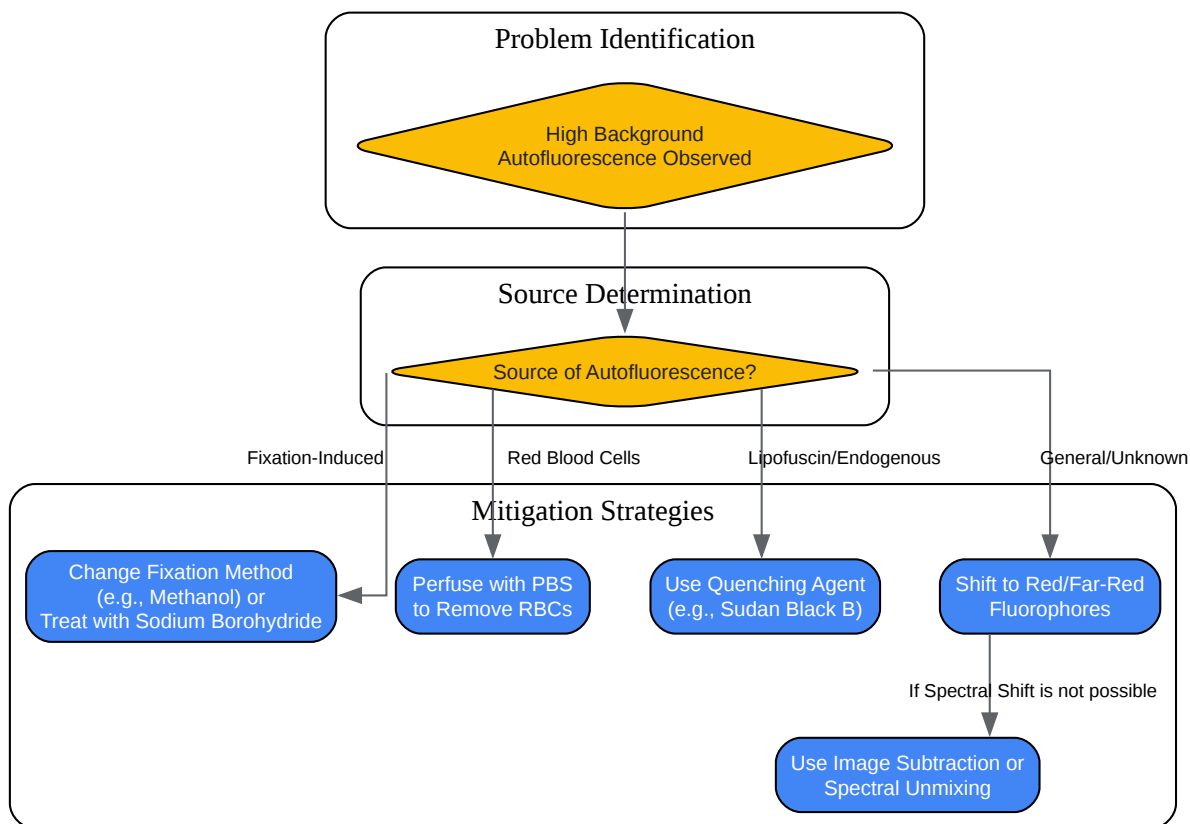 Problem Identification
High Background
Autofluorescence Observed
Source Determination
Source of Autofluorescence?
Fixation-Induced
Red Blood Cells
Lipofuscin/Endogenous
General/Unknown
Mitigation Strategies
Change Fixation Method
(e.g., Methanol) or
Treat with Sodium Borohydride
Perfuse with PBS
to Remove RBCs
Use Quenching Agent
(e.g., Sudan Black B)
Shift to Red/Far-Red
Fluorophores
If Spectral Shift is not possible
Use Image Subtraction or
Spectral Unmixing